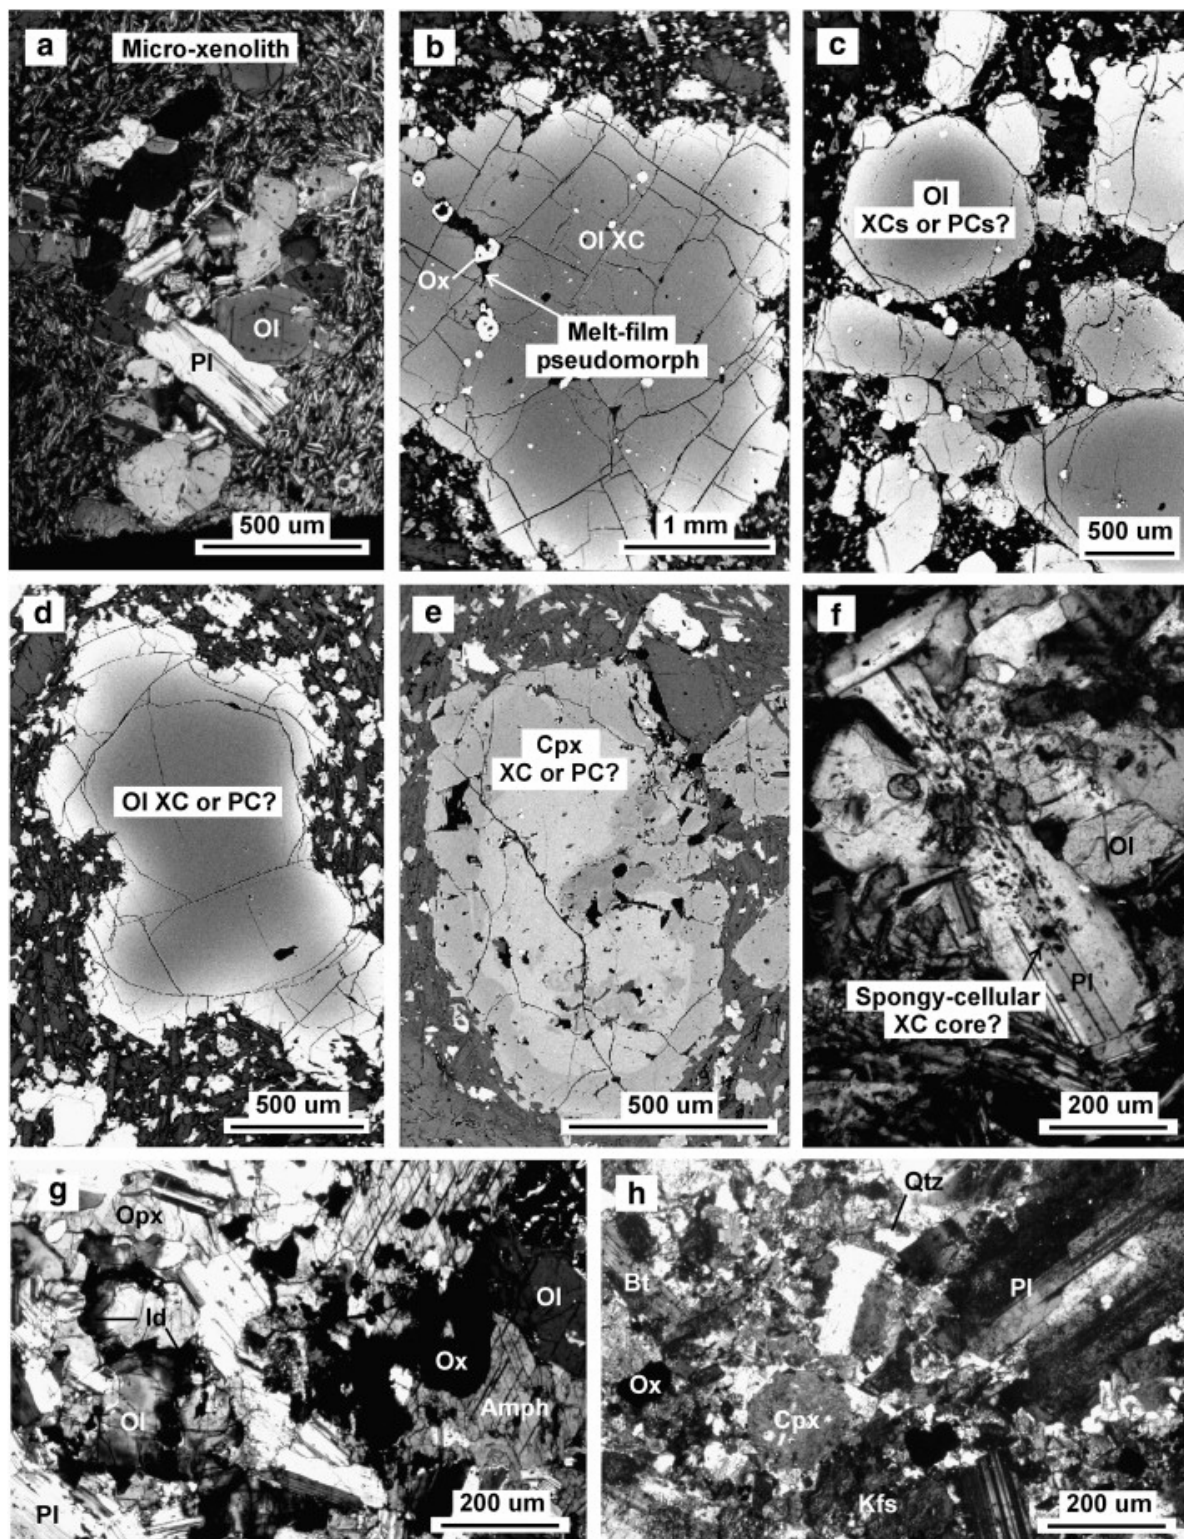 a
Micro-xenolith
Ol
Pl
500 um
b
Ol XC
Ox
Melt-film
pseudomorph
1 mm
c
Ol
XCs or PCs?
500 um
d
Ol XC or PC?
500 um
e
Cpx
XC or PC?
500 um
f
Ol
Pl
Spongy-cellular
XC core?
200 um
g
Opx
Id
Ol
Ox
Ol
Amph
Pl
200 um
h
Qtz
Bt
Pl
Ox
Cpx
Kfs
200 um